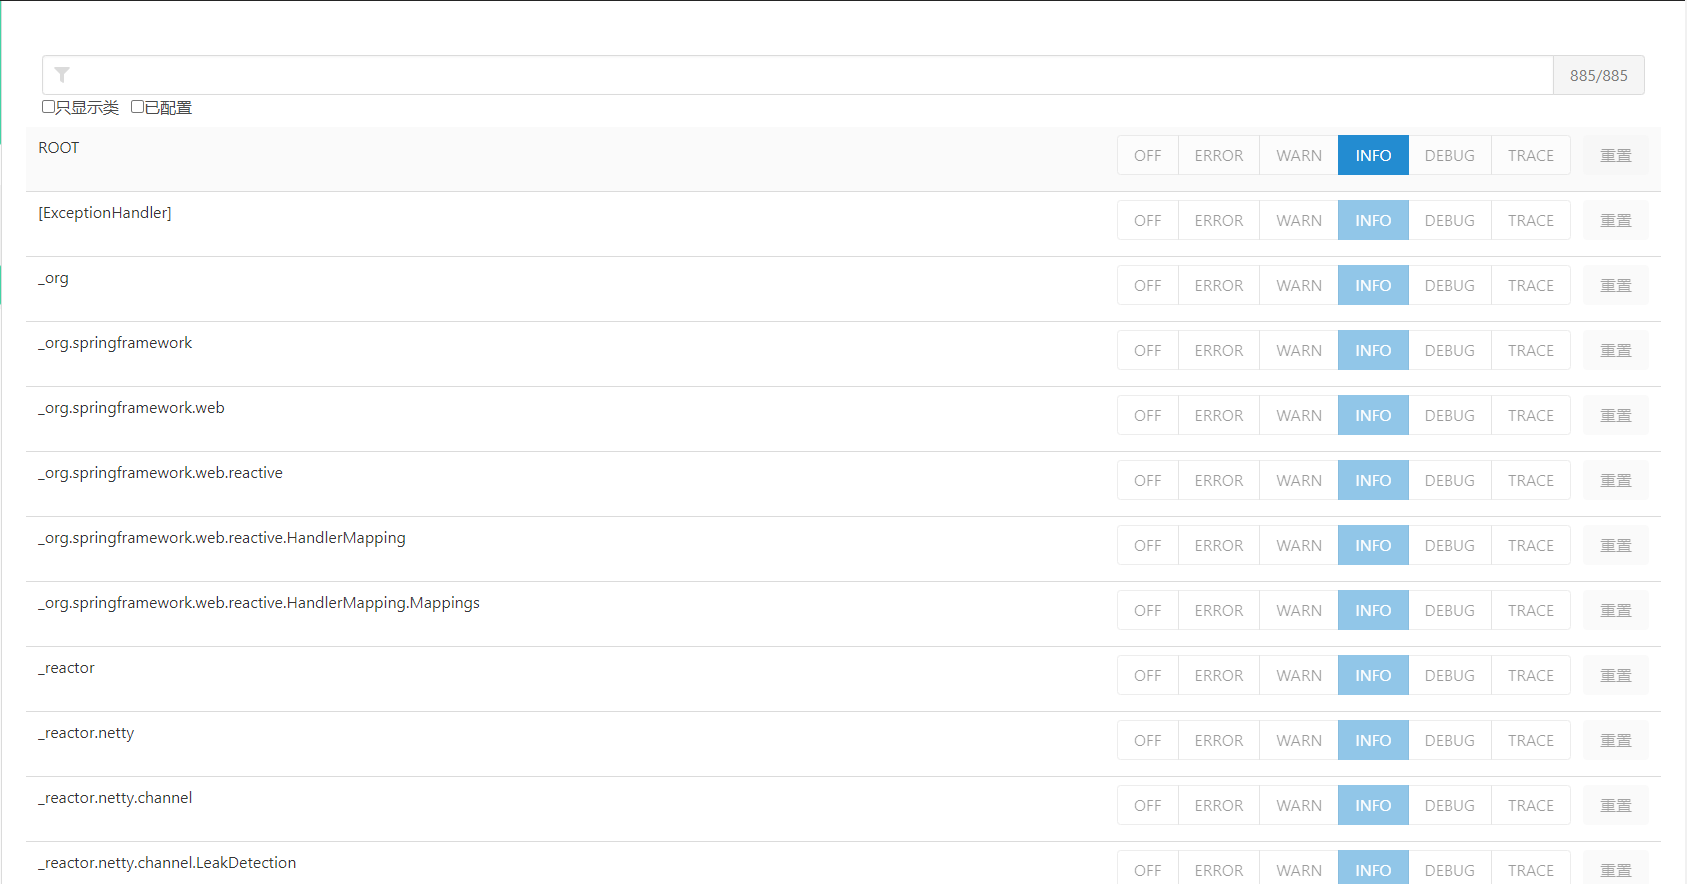 885/885
只显示类 已配置
ROOT OFF ERROR WARN INFO DEBUG TRACE 重置
[ExceptionHandler] OFF ERROR WARN INFO DEBUG TRACE 重置
_org OFF ERROR WARN INFO DEBUG TRACE 重置
_org.springframework OFF ERROR WARN INFO DEBUG TRACE 重置
_org.springframework.web OFF ERROR WARN INFO DEBUG TRACE 重置
_org.springframework.web.reactive OFF ERROR WARN INFO DEBUG TRACE 重置
_org.springframework.web.reactive.HandlerMapping OFF ERROR WARN INFO DEBUG TRACE 重置
_org.springframework.web.reactive.HandlerMapping.Mappings OFF ERROR WARN INFO DEBUG TRACE 重置
_reactor OFF ERROR WARN INFO DEBUG TRACE 重置
_reactor.netty OFF ERROR WARN INFO DEBUG TRACE 重置
_reactor.netty.channel OFF ERROR WARN INFO DEBUG TRACE 重置
_reactor.netty.channel.LeakDetection OFF ERROR WARN INFO DEBUG TRACE 重置